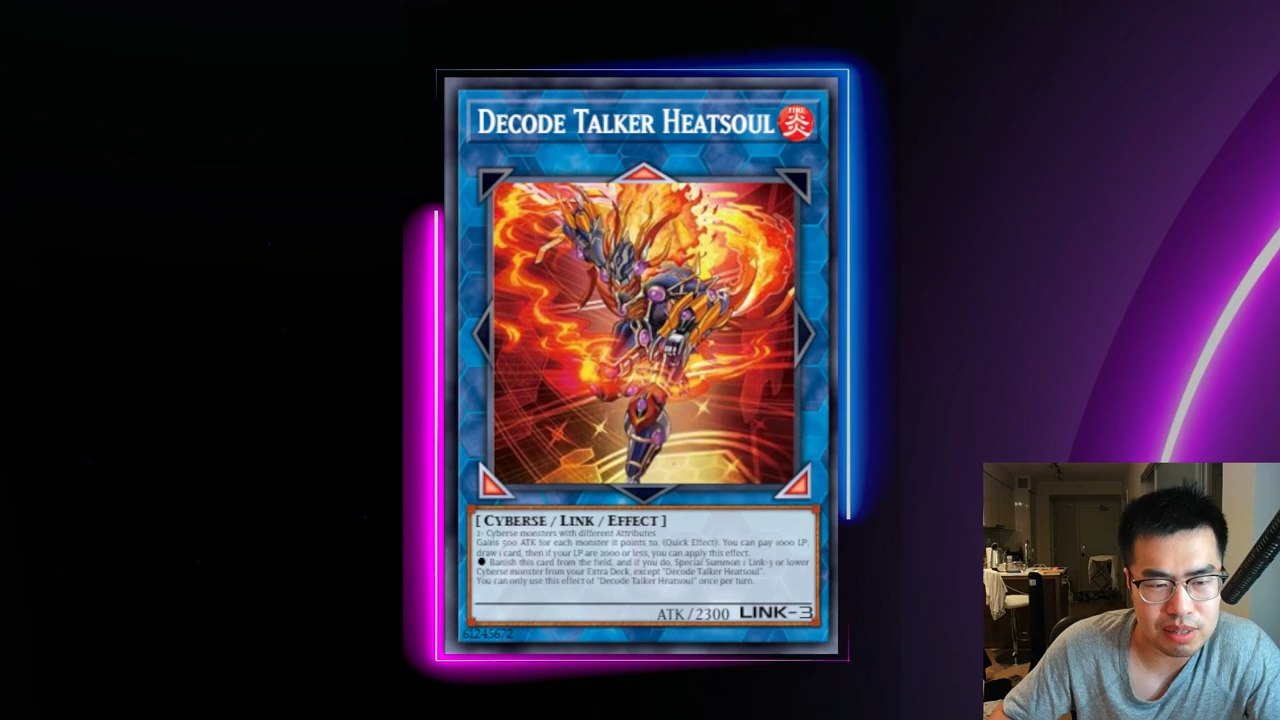 DECODE TALKER HEATSOUL
FIRE
炎
[ CYBERSE / LINK / EFFECT ]
2+ Cyberse monsters with different Attributes
Gains 500 ATK for each monster it points to. (Quick Effect): You can pay 1000 LP;
draw 1 card, then if your LP are 2000 or less, you can apply this effect.
● Banish this card from the field, and if you do, Special Summon 1 Link-3 or lower
Cyberse monster from your Extra Deck, except "Decode Talker Heatsoul".
You can only use this effect of "Decode Talker Heatsoul" once per turn.
ATK/2300 LINK-3
61245672